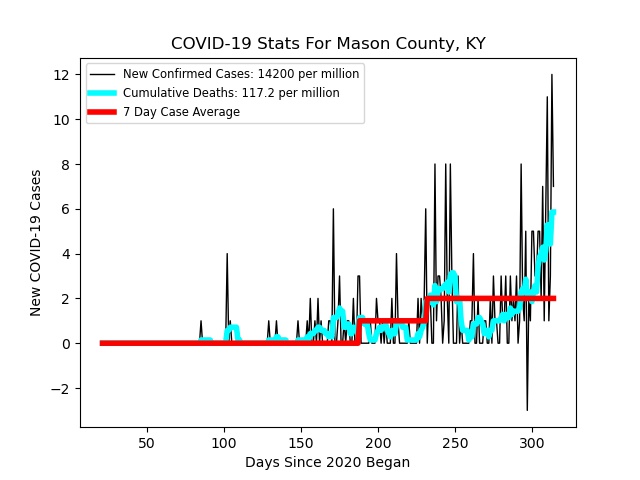 COVID-19 Stats For Mason County, KY
New Confirmed Cases: 14200 per million
Cumulative Deaths: 117.2 per million
7 Day Case Average
New COVID-19 Cases
12
10
8
6
4
2
0
−2
50 100 150 200 250 300
Days Since 2020 Began